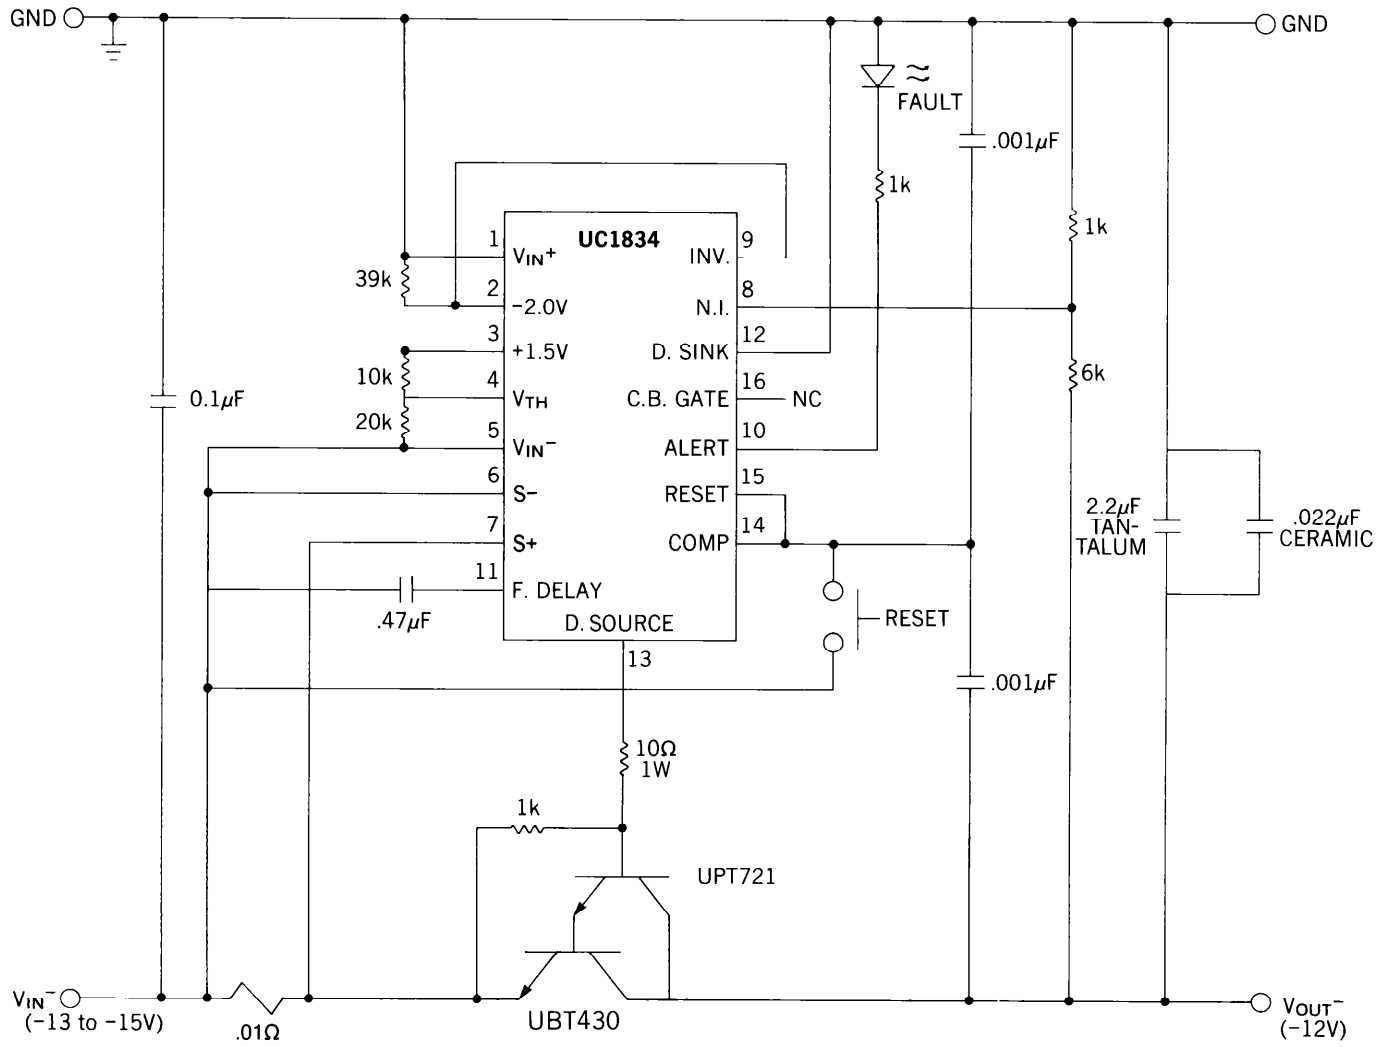 GND
GND
FAULT
.001µF
1k
1k
UC1834
1
VIN+
9
INV.
39k
2
-2.0V
8
N.I.
3
+1.5V
12
D. SINK
10k
4
VTH
16
C.B. GATE
NC
6k
0.1µF
20k
5
VIN-
10
ALERT
6
S-
15
RESET
7
S+
14
COMP
2.2µF
TAN-
TALUM
.022µF
CERAMIC
11
F. DELAY
.47µF
D. SOURCE
RESET
13
.001µF
10Ω
1W
1k
UPT721
VIN-
(-13 to -15V)
.01Ω
UBT430
VOUT-
(-12V)